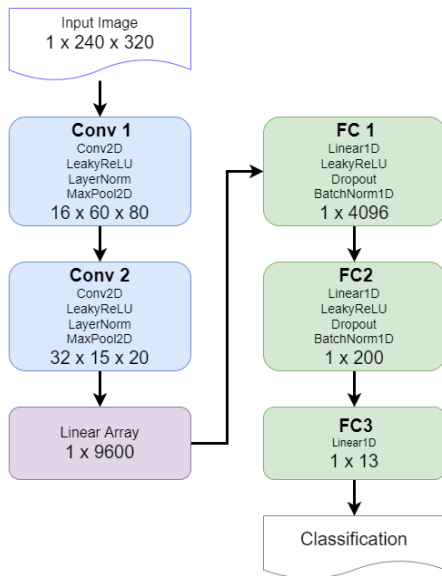 Input Image
1 x 240 x 320
Conv 1
Conv2D
LeakyReLU
LayerNorm
MaxPool2D
16 x 60 x 80
Conv 2
Conv2D
LeakyReLU
LayerNorm
MaxPool2D
32 x 15 x 20
Linear Array
1 x 9600
FC 1
Linear1D
LeakyReLU
Dropout
BatchNorm1D
1 x 4096
FC2
Linear1D
LeakyReLU
Dropout
BatchNorm1D
1 x 200
FC3
Linear1D
1 x 13
Classification